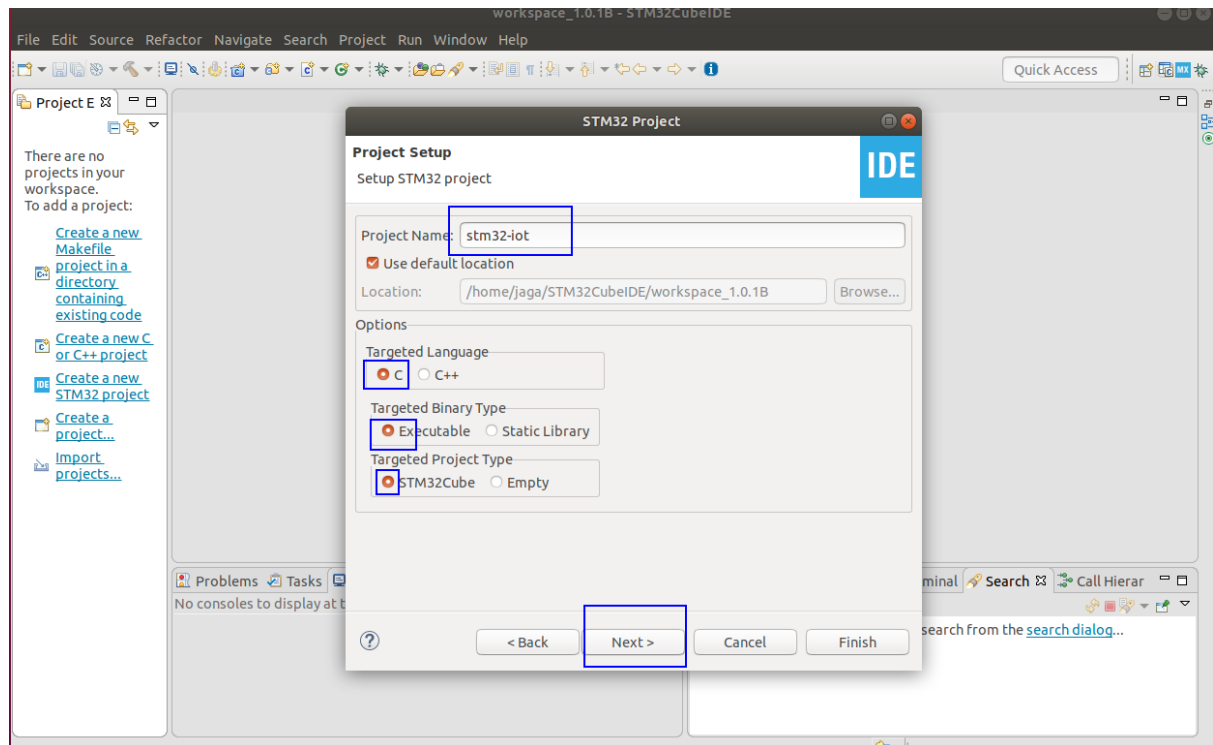 workspace_1.0.1B - STM32CubeIDE
File Edit Source Refactor Navigate Search Project Run Window Help
Quick Access
MX
Project E
There are no
projects in your
workspace.
To add a project:
Create a new
Makefile
project in a
directory
containing
existing code
Create a new C
or C++ project
IDE
Create a new
STM32 project
Create a
project...
Import
projects...
STM32 Project
Project Setup
Setup STM32 project
IDE
Project Name: stm32-iot
Use default location
Location: /home/jaga/STM32CubeIDE/workspace_1.0.1B Browse...
Options
Targeted Language
C C++
Targeted Binary Type
Executable Static Library
Targeted Project Type
STM32Cube Empty
? < Back Next > Cancel Finish
Problems Tasks
No consoles to display at t
minal Search Call Hierar
search from the search dialog...